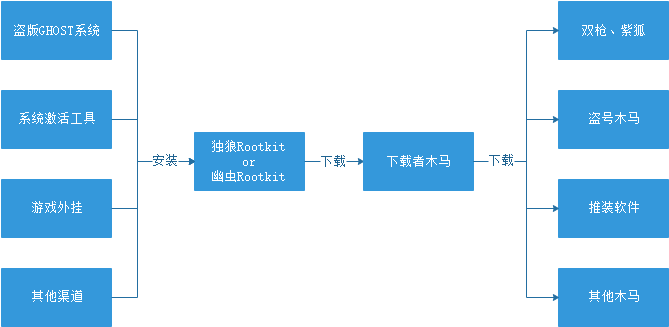 盗版GHOST系统
系统激活工具
游戏外挂
其他渠道
安装
独狼Rootkit
or
幽虫Rootkit
下载
下载者木马
下载
双枪、紫狐
盗号木马
推装软件
其他木马